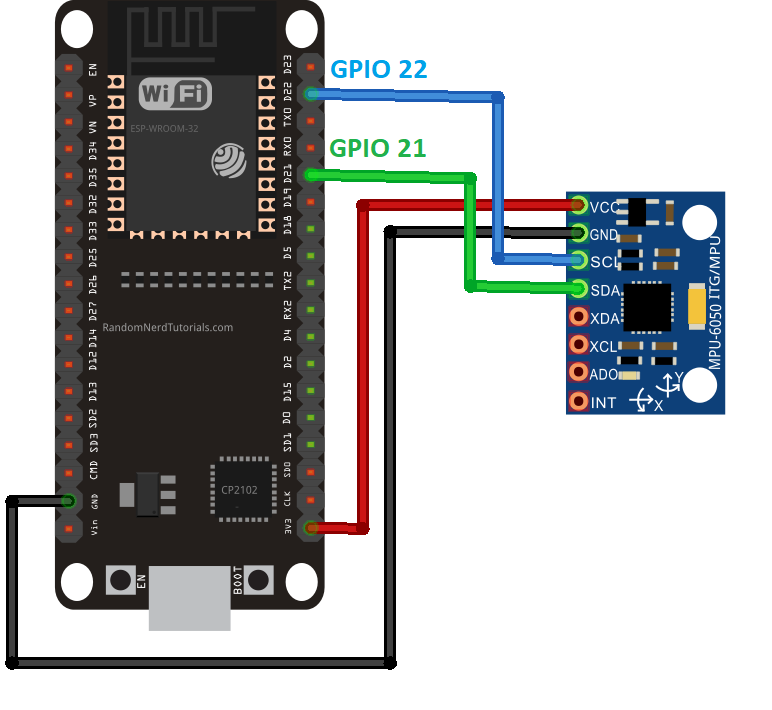 GPIO 22
GPIO 21
WiFi
ESP-WROOM-32
EN
VP
VN
D34
D35
D32
D33
D25
D26
D27
D14
D12
D13
SD2
SD3
CMD
GND
Vin
D23
D22
TX0
RX0
D21
D19
D18
D5
TX2
RX2
D4
D2
D15
D0
SD1
SD0
CLK
3V3
RandomNerdTutorials.com
CP2102
EN
BOOT
VCC
GND
SCL
SDA
XDA
XCL
ADO
INT
MPU-6050 ITG/MPU
Y
X